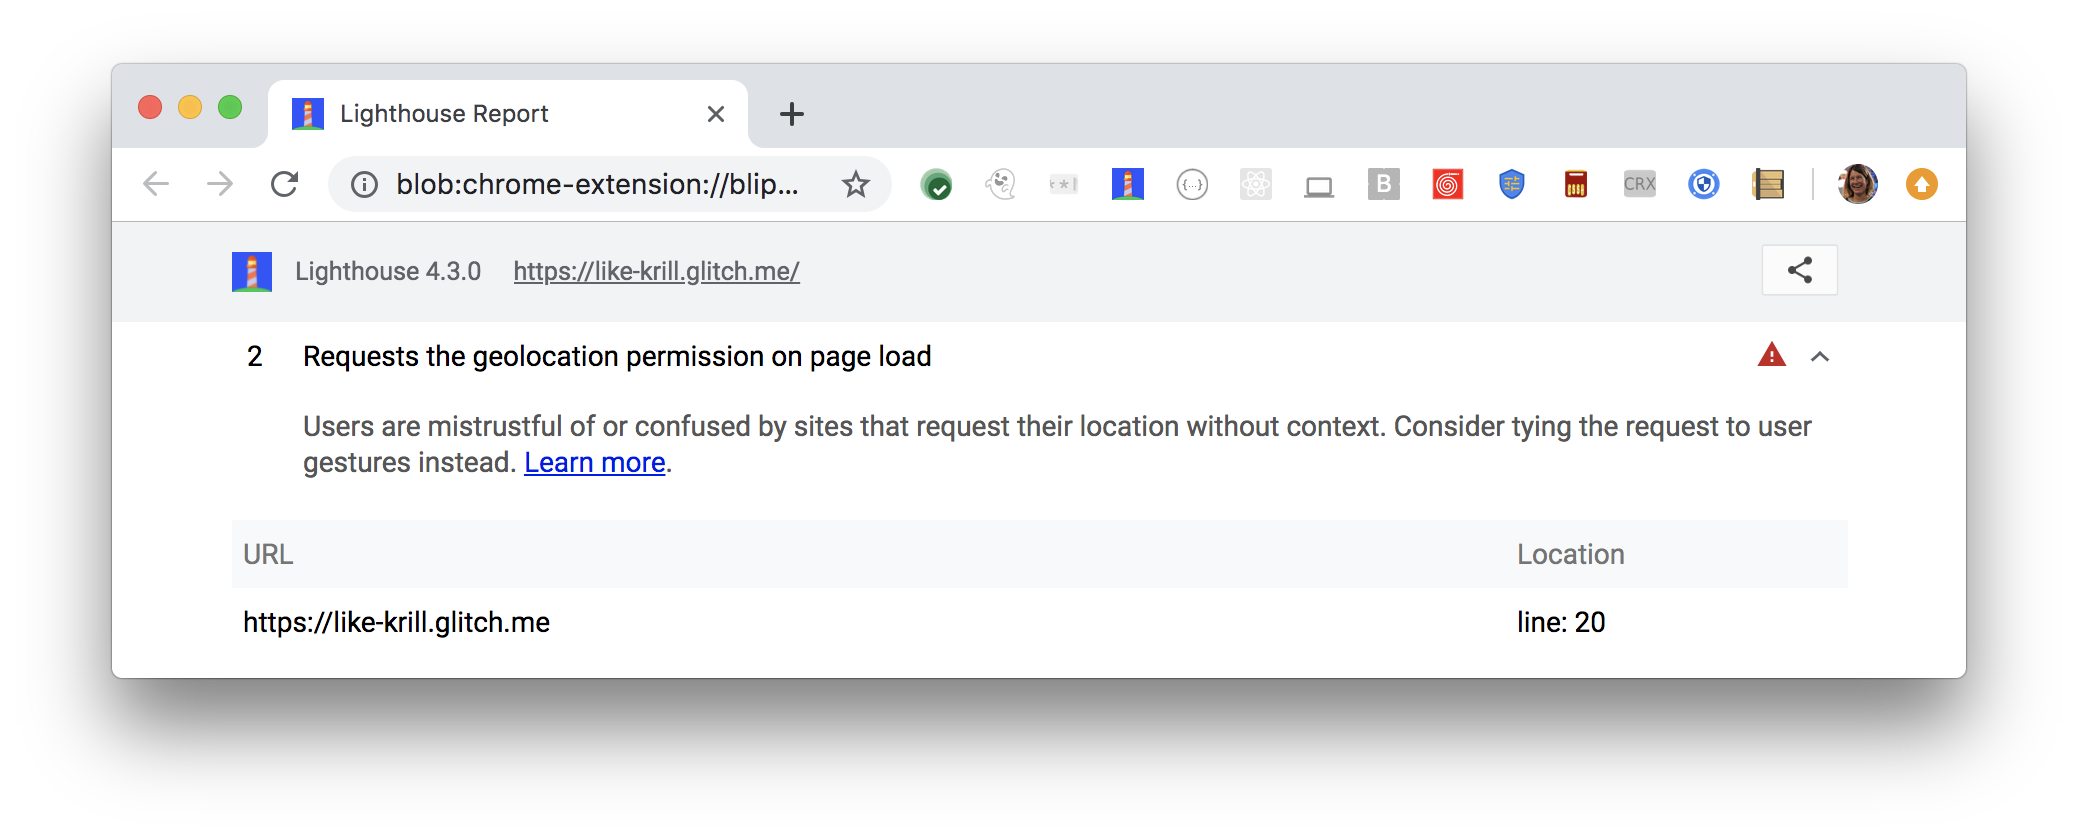 Lighthouse Report
blob:chrome-extension://blip...
{...}
B
CRX
Lighthouse 4.3.0 https://like-krill.glitch.me/
2 Requests the geolocation permission on page load
Users are mistrustful of or confused by sites that request their location without context. Consider tying the request to user
gestures instead. Learn more.
URL Location
https://like-krill.glitch.me line: 20